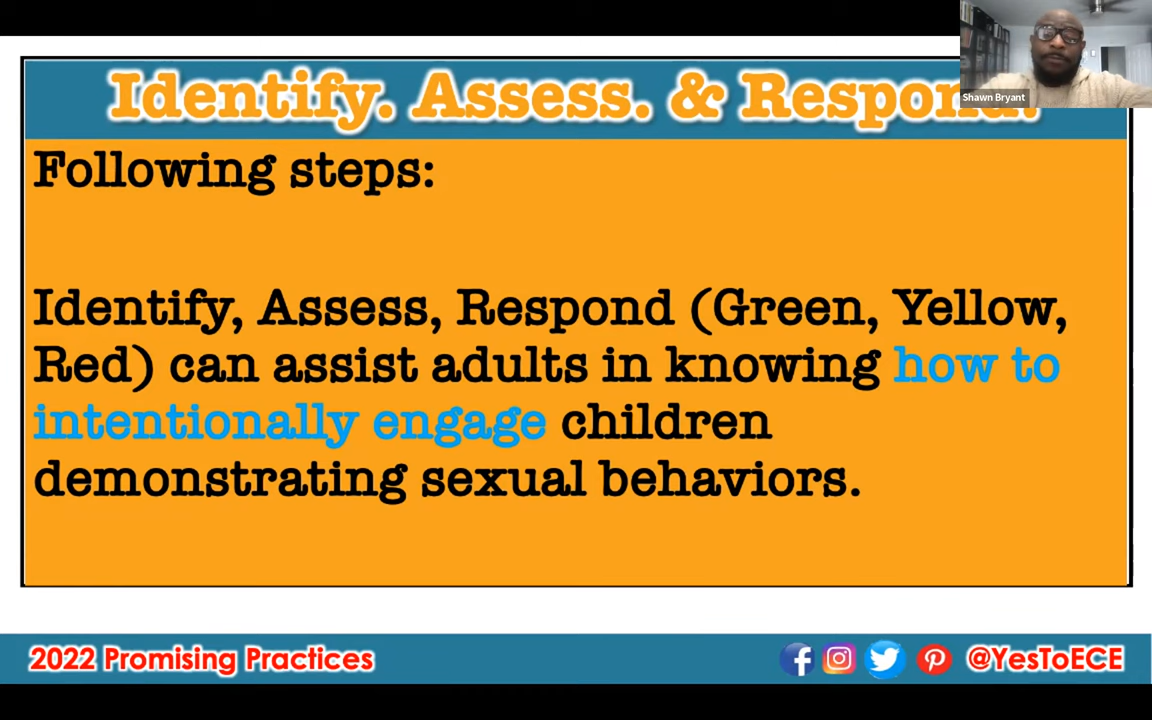 Identify. Assess. & Respond.
Shawn Bryant
Following steps:
Identify, Assess, Respond (Green, Yellow,
Red) can assist adults in knowing how to
intentionally engage children
demonstrating sexual behaviors.
2022 Promising Practices
@YesToECE